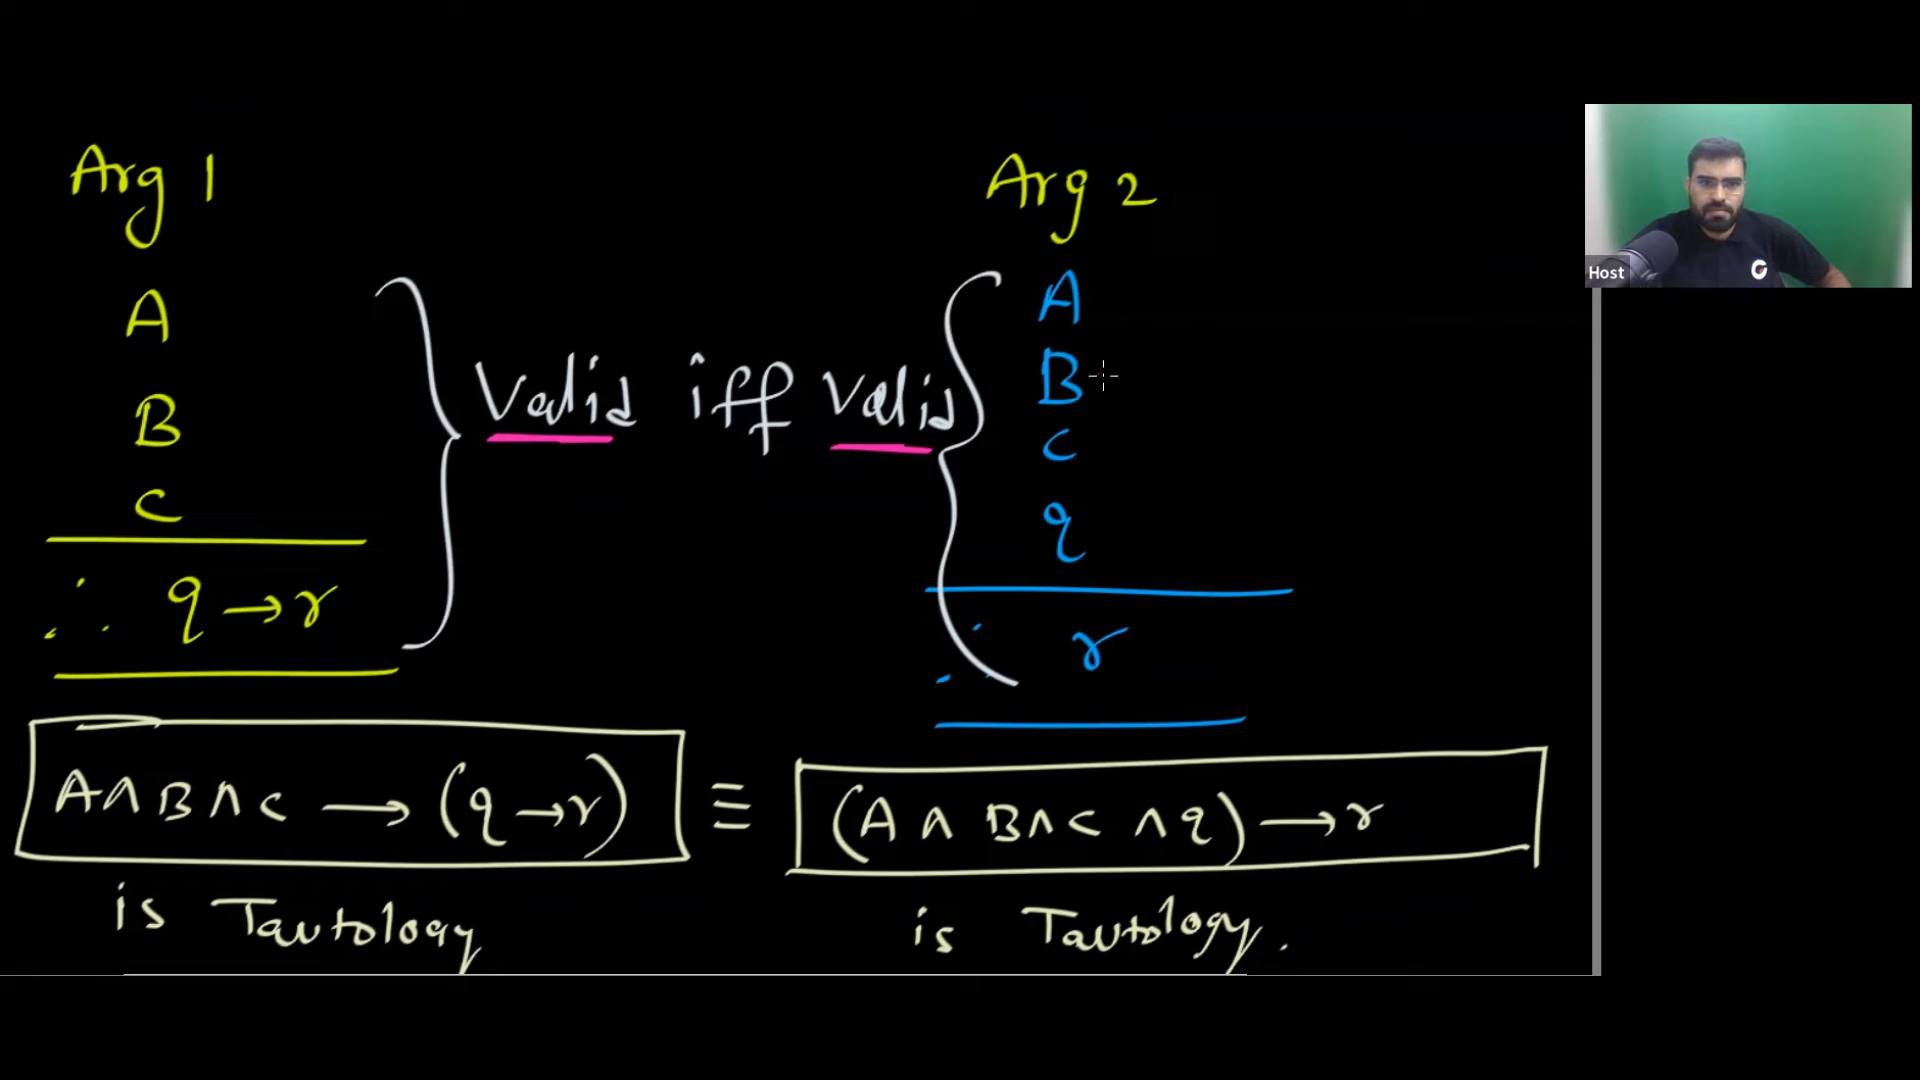 Arg 1
A
B
C
∴ q → r
Valid iff valid
Arg 2
A
B
C
q
∴ r
A ∧ B ∧ C → (q → r)
≡
(A ∧ B ∧ C ∧ q) → r
is Tautology
is Tautology.
Host